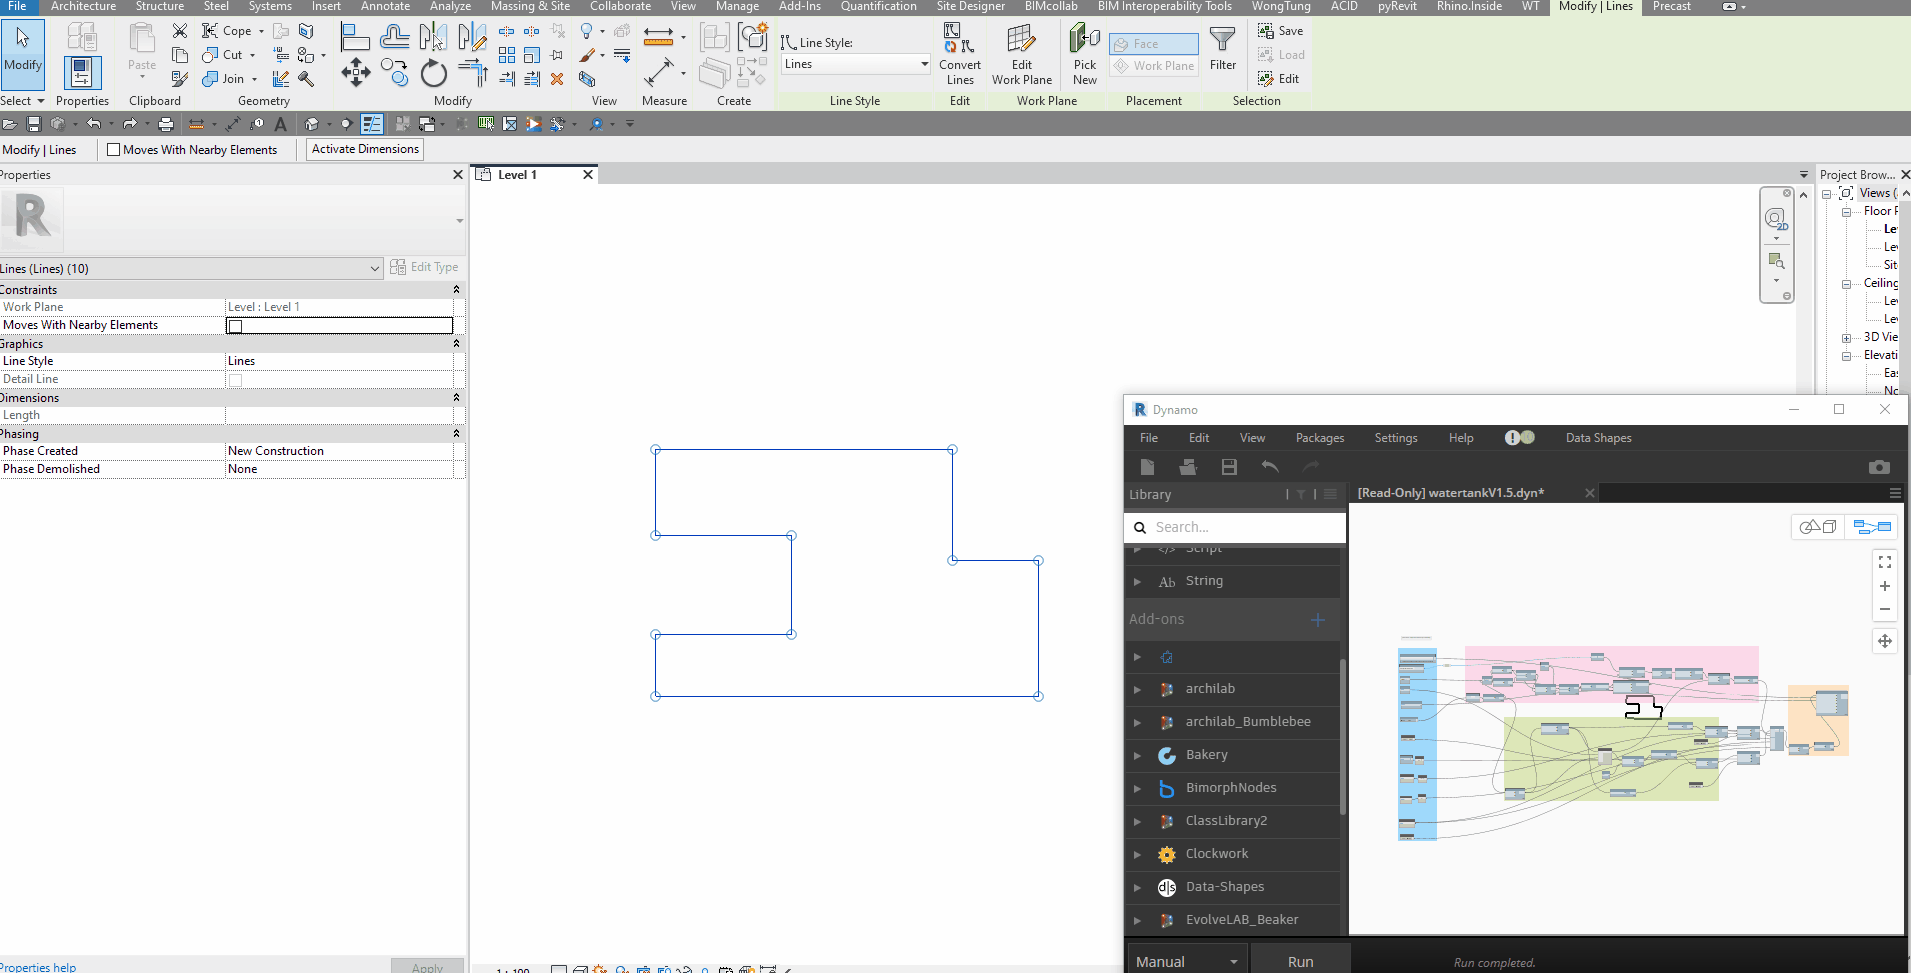 File Architecture Structure Steel Systems Insert Annotate Analyze Massing & Site Collaborate View Manage Add-Ins Quantification Site Designer BIMcollab BIM Interoperability Tools WongTung ACID pyRevit Rhino.Inside WT Modify | Lines Precast
Modify
Paste
Cope
Cut
Join
Line Style:
Lines
Convert Lines
Edit Work Plane
Pick New
Face
Work Plane
Filter
Save
Load
Edit
Select Properties Clipboard Geometry Modify View Measure Create Line Style Edit Work Plane Placement Selection
Modify | Lines Moves With Nearby Elements Activate Dimensions
Properties
Level 1
Project Brow...
R
Lines (Lines) (10) Edit Type
Constraints
Work Plane Level : Level 1
Moves With Nearby Elements
Graphics
Line Style Lines
Detail Line
Dimensions
Length
Phasing
Phase Created New Construction
Phase Demolished None
Properties help Apply
1 : 100
2D
Views (
Floor F
Le
Le
Sit
Ceiling
Le
Le
3D Vie
Elevati
Eas
No
R Dynamo
File Edit View Packages Settings Help Data Shapes
Library
[Read-Only] watertankV1.5.dyn*
Search...
Script
Ab String
Add-ons
archilab
archilab_Bumblebee
Bakery
BimorphNodes
ClassLibrary2
Clockwork
d|s Data-Shapes
EvolveLAB_Beaker
Manual Run Run completed.